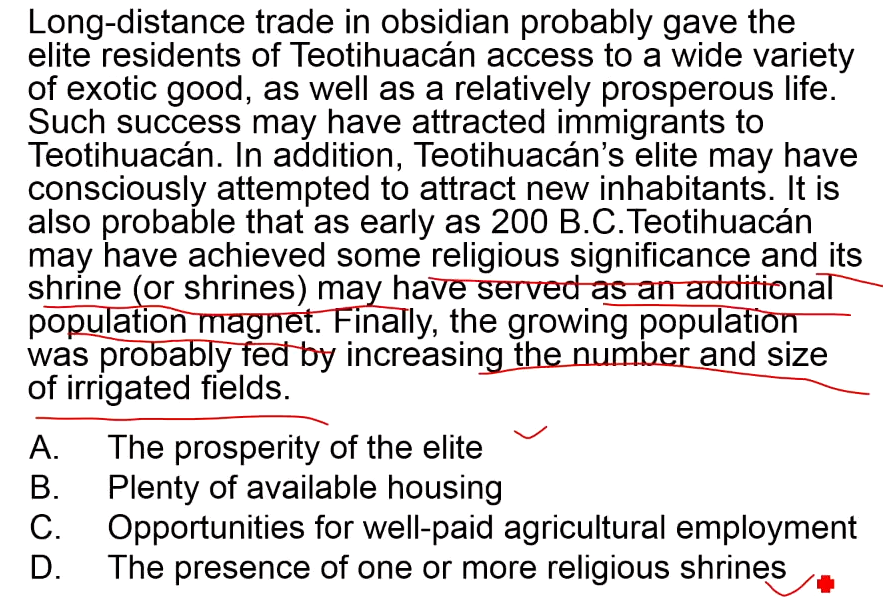 Long-distance trade in obsidian probably gave the
elite residents of Teotihuacán access to a wide variety
of exotic good, as well as a relatively prosperous life.
Such success may have attracted immigrants to
Teotihuacán. In addition, Teotihuacán's elite may have
consciously attempted to attract new inhabitants. It is
also probable that as early as 200 B.C.Teotihuacán
may have achieved some religious significance and its
shrine (or shrines) may have served as an additional
population magnet. Finally, the growing population
was probably fed by increasing the number and size
of irrigated fields.
A. The prosperity of the elite
B. Plenty of available housing
C. Opportunities for well-paid agricultural employment
D. The presence of one or more religious shrines